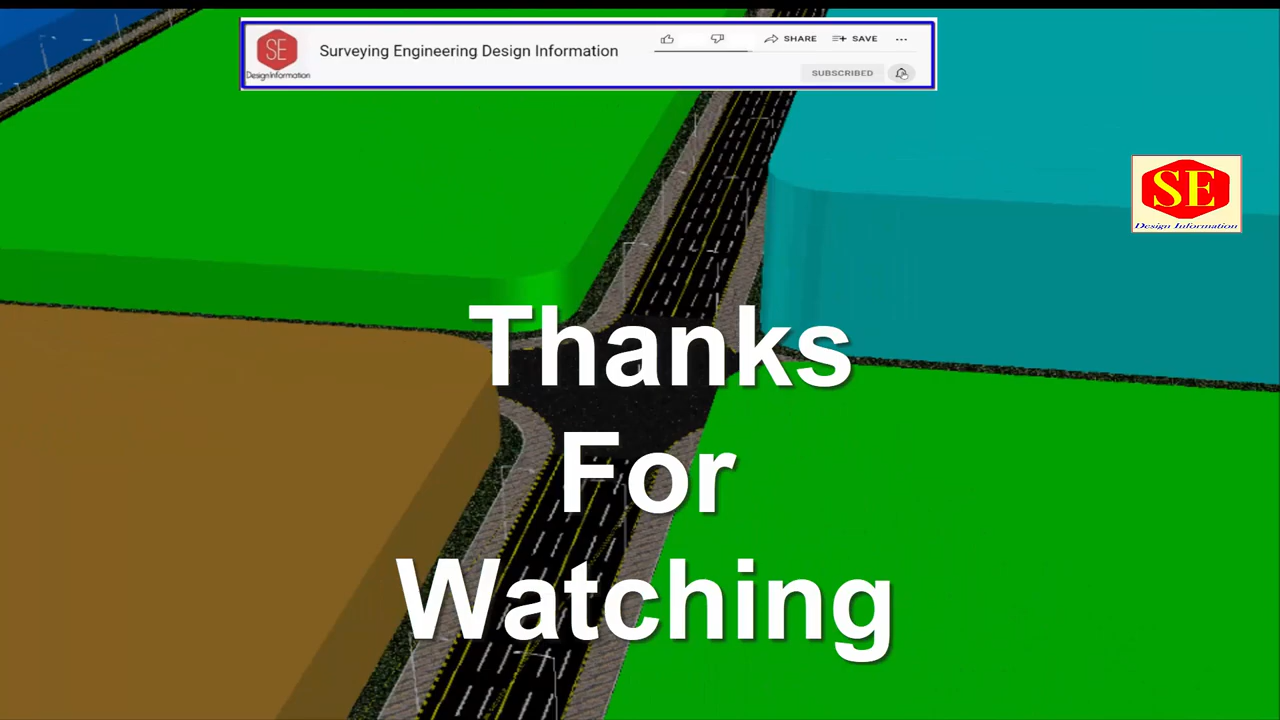 SE
Design Information
Surveying Engineering Design Information
SHARE
SAVE
SUBSCRIBED
SE
Design Information
Thanks
For
Watching